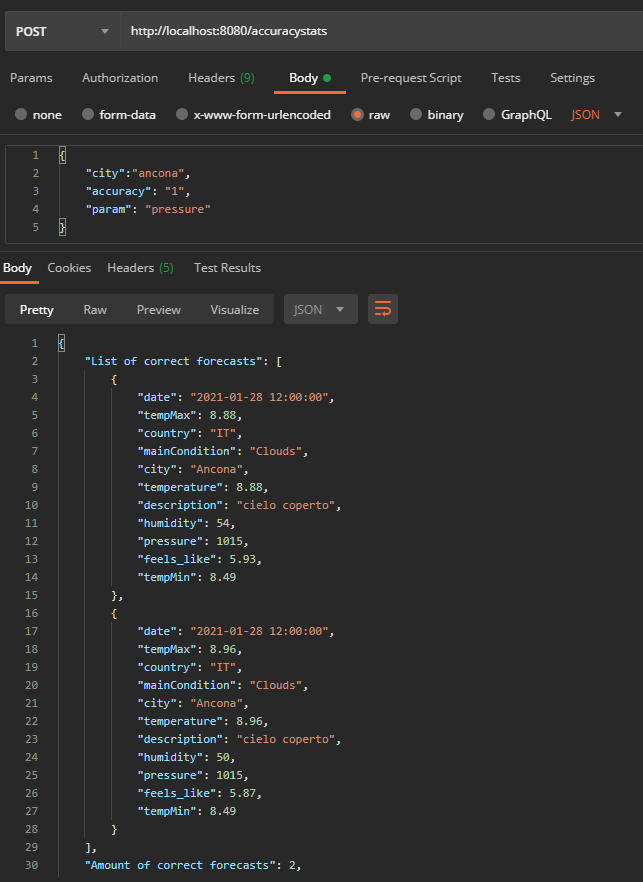 POST http://localhost:8080/accuracystats
Params Authorization Headers (9) Body Pre-request Script Tests Settings
none form-data x-www-form-urlencoded raw binary GraphQL JSON
1 {
2 "city":"ancona",
3 "accuracy": "1",
4 "param": "pressure"
5 }
Body Cookies Headers (5) Test Results
Pretty Raw Preview Visualize JSON
1 {
2 "List of correct forecasts": [
3 {
4 "date": "2021-01-28 12:00:00",
5 "tempMax": 8.88,
6 "country": "IT",
7 "mainCondition": "Clouds",
8 "city": "Ancona",
9 "temperature": 8.88,
10 "description": "cielo coperto",
11 "humidity": 54,
12 "pressure": 1015,
13 "feels_like": 5.93,
14 "tempMin": 8.49
15 },
16 {
17 "date": "2021-01-28 12:00:00",
18 "tempMax": 8.96,
19 "country": "IT",
20 "mainCondition": "Clouds",
21 "city": "Ancona",
22 "temperature": 8.96,
23 "description": "cielo coperto",
24 "humidity": 50,
25 "pressure": 1015,
26 "feels_like": 5.87,
27 "tempMin": 8.49
28 }
29 ],
30 "Amount of correct forecasts": 2,